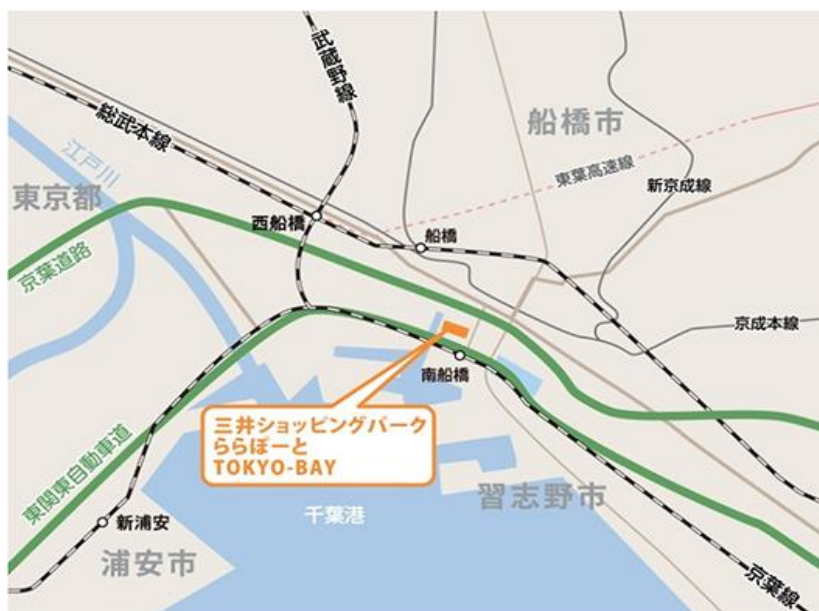 武蔵野線
総武本線
船橋市
江戸川
東葉高速線
新京成線
東京都
西船橋
船橋
京葉道路
京成本線
南船橋
三井ショッピングパーク
ららぽーと
TOKYO-BAY
東関東自動車道
習志野市
千葉港
新浦安
浦安市
京葉線